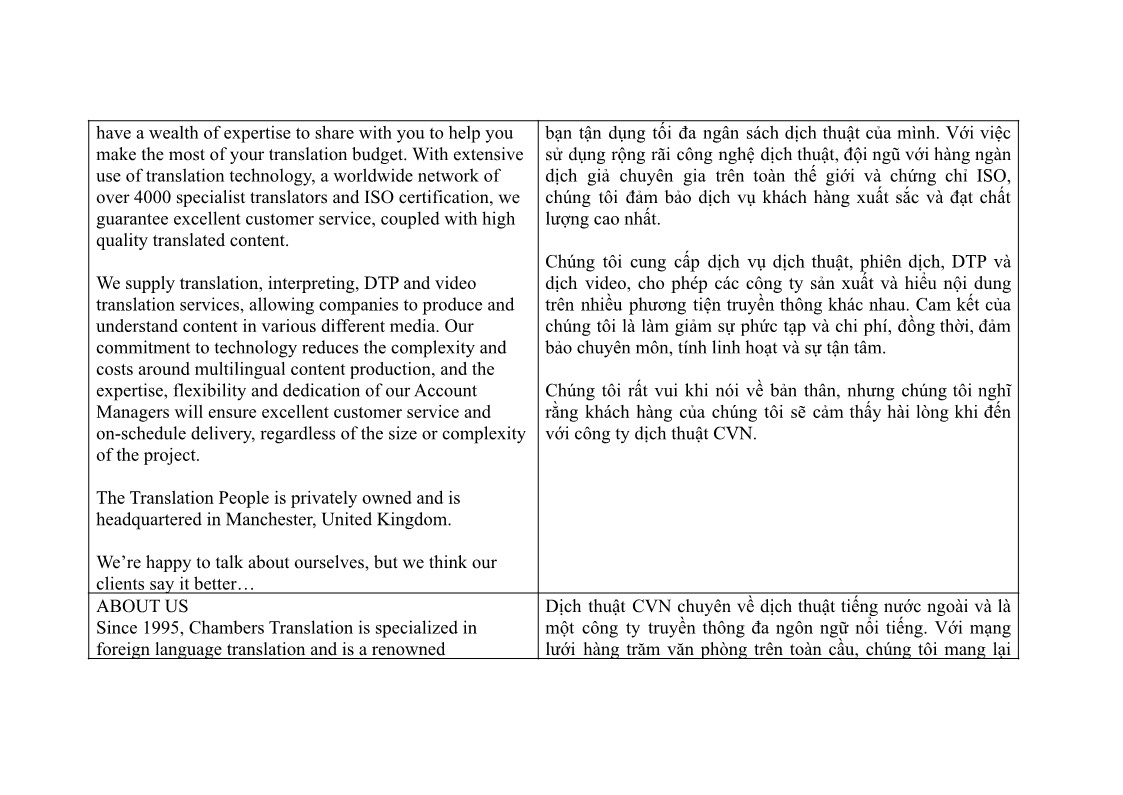 have a wealth of expertise to share with you to help you
make the most of your translation budget. With extensive
use of translation technology, a worldwide network of
over 4000 specialist translators and ISO certification, we
guarantee excellent customer service, coupled with high
quality translated content.
We supply translation, interpreting, DTP and video
translation services, allowing companies to produce and
understand content in various different media. Our
commitment to technology reduces the complexity and
costs around multilingual content production, and the
expertise, flexibility and dedication of our Account
Managers will ensure excellent customer service and
on-schedule delivery, regardless of the size or complexity
of the project.
The Translation People is privately owned and is
headquartered in Manchester, United Kingdom.
We’re happy to talk about ourselves, but we think our
clients say it better…
bạn tận dụng tối đa ngân sách dịch thuật của mình. Với việc
sử dụng rộng rãi công nghệ dịch thuật, đội ngũ với hàng ngàn
dịch giả chuyên gia trên toàn thế giới và chứng chỉ ISO,
chúng tôi đảm bảo dịch vụ khách hàng xuất sắc và đạt chất
lượng cao nhất.
Chúng tôi cung cấp dịch vụ dịch thuật, phiên dịch, DTP và
dịch video, cho phép các công ty sản xuất và hiểu nội dung
trên nhiều phương tiện truyền thông khác nhau. Cam kết của
chúng tôi là làm giảm sự phức tạp và chi phí, đồng thời, đảm
bảo chuyên môn, tính linh hoạt và sự tận tâm.
Chúng tôi rất vui khi nói về bản thân, nhưng chúng tôi nghĩ
rằng khách hàng của chúng tôi sẽ cảm thấy hài lòng khi đến
với công ty dịch thuật CVN.
ABOUT US
Since 1995, Chambers Translation is specialized in
foreign language translation and is a renowned
Dịch thuật CVN chuyên về dịch thuật tiếng nước ngoài và là
một công ty truyền thông đa ngôn ngữ nổi tiếng. Với mạng
lưới hàng trăm văn phòng trên toàn cầu, chúng tôi mang lại